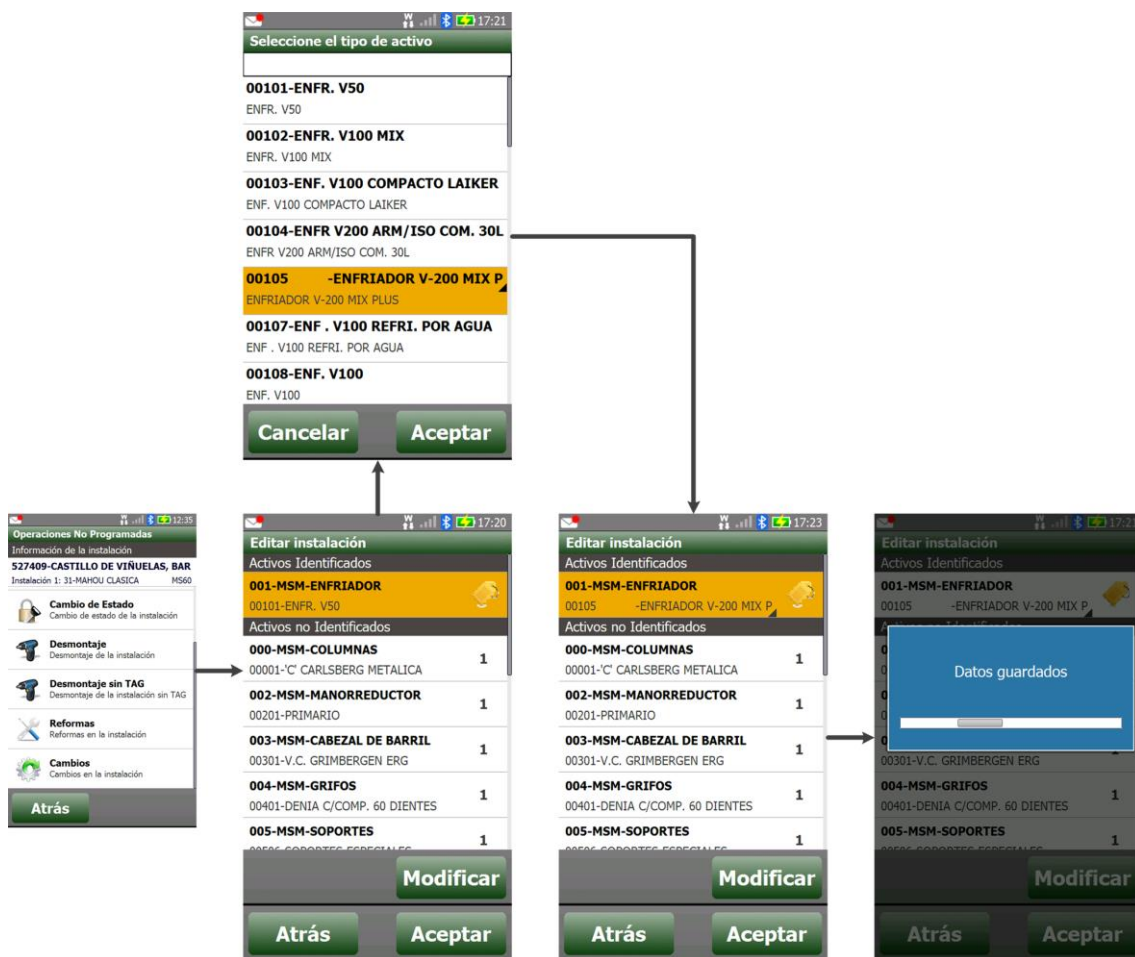 17:21
Seleccione el tipo de activo
00101-ENFR. V50
ENFR. V50
00102-ENFR. V100 MIX
ENFR. V100 MIX
00103-ENF. V100 COMPACTO LAIKER
ENF. V100 COMPACTO LAIKER
00104-ENFR V200 ARM/ISO COM. 30L
ENFR V200 ARM/ISO COM. 30L
00105 -ENFRIADOR V-200 MIX P
ENFRIADOR V-200 MIX PLUS
00107-ENF . V100 REFRI. POR AGUA
ENF . V100 REFRI. POR AGUA
00108-ENF. V100
ENF. V100
Cancelar Aceptar
12:35
Operaciones No Programadas
Información de la instalación
527409-CASTILLO DE VIÑUELAS, BAR
Instalación 1: 31-MAHOU CLASICA MS60
Cambio de Estado
Cambio de estado de la instalación
Desmontaje
Desmontaje de la instalación
Desmontaje sin TAG
Desmontaje de la instalación sin TAG
Reformas
Reformas en la instalación
Cambios
Cambios en la instalación
Atrás
17:20
Editar instalación
Activos Identificados
001-MSM-ENFRIADOR
00101-ENFR. V50
Activos no Identificados
000-MSM-COLUMNAS
00001-'C' CARLSBERG METALICA 1
002-MSM-MANORREDUCTOR
00201-PRIMARIO 1
003-MSM-CABEZAL DE BARRIL
00301-V.C. GRIMBERGEN ERG 1
004-MSM-GRIFOS
00401-DENIA C/COMP. 60 DIENTES 1
005-MSM-SOPORTES
1
Modificar
Atrás Aceptar
17:23
Editar instalación
Activos Identificados
001-MSM-ENFRIADOR
00105 -ENFRIADOR V-200 MIX P
Activos no Identificados
000-MSM-COLUMNAS
00001-'C' CARLSBERG METALICA 1
002-MSM-MANORREDUCTOR
00201-PRIMARIO 1
003-MSM-CABEZAL DE BARRIL
00301-V.C. GRIMBERGEN ERG 1
004-MSM-GRIFOS
00401-DENIA C/COMP. 60 DIENTES 1
005-MSM-SOPORTES
1
Modificar
Atrás Aceptar
Editar instalación
Activos Identificados
001-MSM-ENFRIADOR
00105 -ENFRIADOR V-200 MIX P
Datos guardados
00301-V.C. GRIMBERGEN ERG
004-MSM-GRIFOS
00401-DENIA C/COMP. 60 DIENTES 1
005-MSM-SOPORTES
1
Modificar
Atrás Aceptar